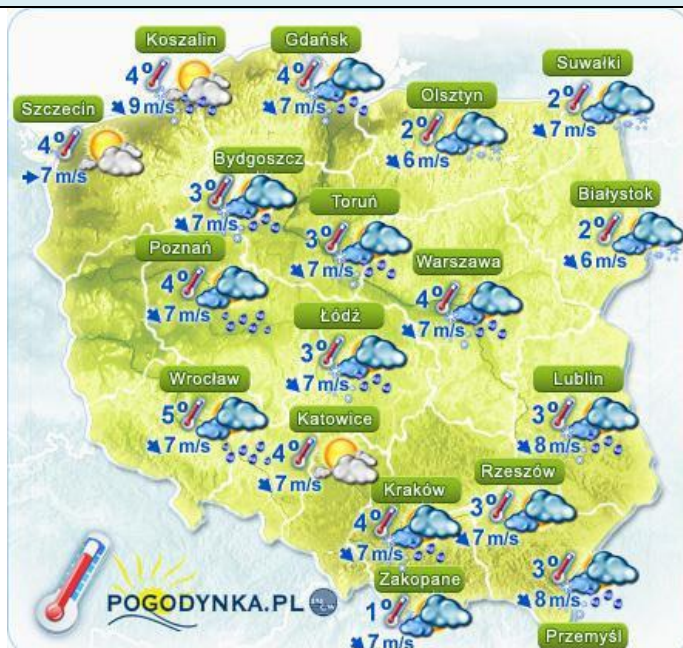 Koszalin
4°
9 m/s
Gdańsk
4°
7 m/s
Suwałki
2°
7 m/s
Szczecin
4°
7 m/s
Olsztyn
2°
6 m/s
Bydgoszcz
3°
7 m/s
Toruń
3°
7 m/s
Białystok
2°
6 m/s
Poznań
4°
7 m/s
Warszawa
4°
7 m/s
Łódź
3°
7 m/s
Wrocław
5°
7 m/s
Katowice
4°
7 m/s
Lublin
3°
8 m/s
Kraków
4°
7 m/s
Rzeszów
3°
7 m/s
Zakopane
1°
7 m/s
3°
8 m/s
Przemyśl
POGODYNKA.PL